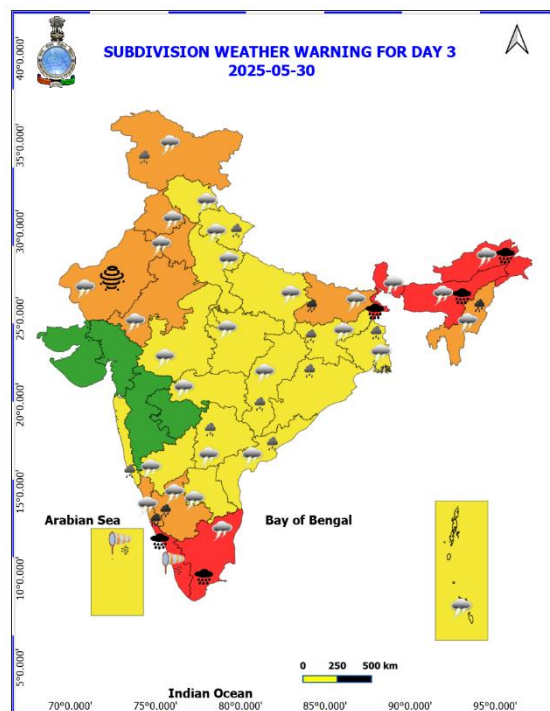 SUBDIVISION WEATHER WARNING FOR DAY 3
2025-05-30
40°0.000'
35°0.000'
30°0.000'
25°0.000'
20°0.000'
15°0.000'
10°0.000'
5°0.000'
Arabian Sea
Bay of Bengal
0 250 500 km
Indian Ocean
70°0.000' 75°0.000' 80°0.000' 85°0.000' 90°0.000' 95°0.000'